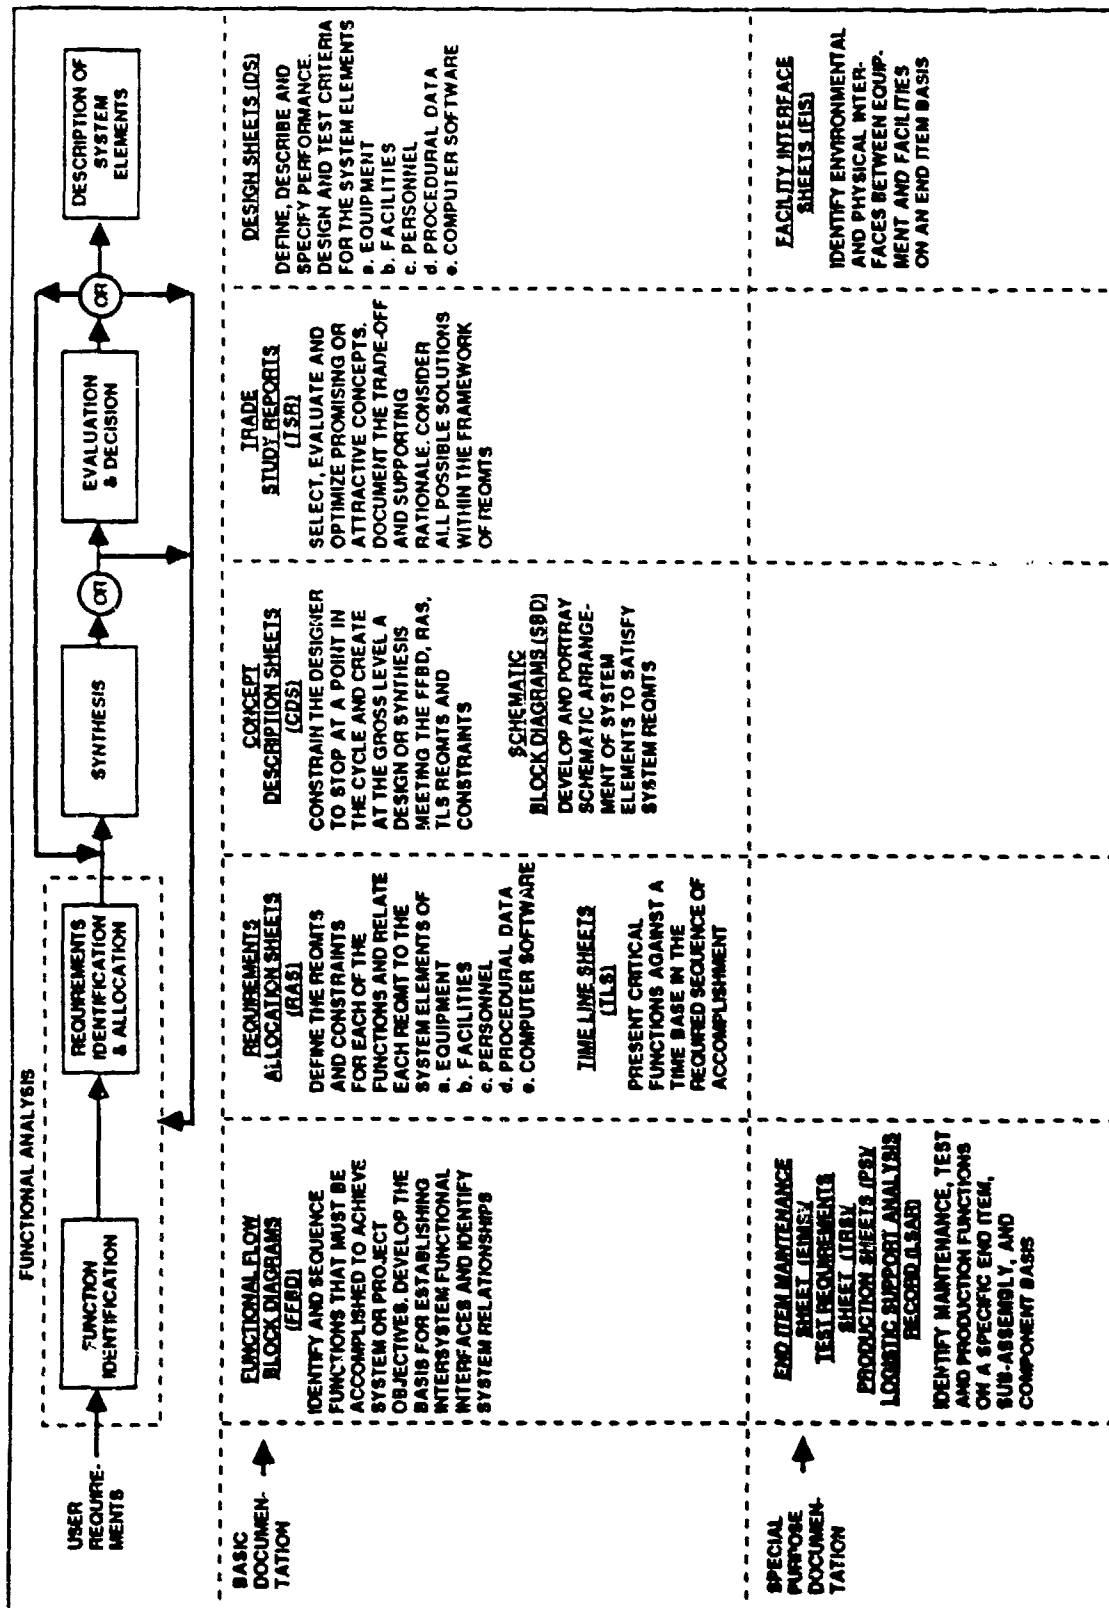 FUNCTIONAL ANALYSIS
USER
REQUIRE-
MENTS
FUNCTION
IDENTIFICATION
REQUIREMENTS
IDENTIFICATION
& ALLOCATION
SYNTHESIS
OR
EVALUATION
& DECISION
OR
DESCRIPTION OF
SYSTEM
ELEMENTS
BASIC
DOCUMEN-
TATION
FUNCTIONAL FLOW
BLOCK DIAGRAMS
(FFBD)
IDENTIFY AND SEQUENCE
FUNCTIONS THAT MUST BE
ACCOMPLISHED TO ACHIEVE
SYSTEM OR PROJECT
OBJECTIVES. DEVELOP THE
BASIS FOR ESTABLISHING
INTERSYSTEM FUNCTIONAL
INTERFACES AND IDENTIFY
SYSTEM RELATIONSHIPS
REQUIREMENTS
ALLOCATION SHEETS
(RAS)
DEFINE THE REQMTS
AND CONSTRAINTS
FOR EACH OF THE
FUNCTIONS AND RELATE
EACH REQMT TO THE
SYSTEM ELEMENTS OF
a. EQUIPMENT
b. FACILITIES
c. PERSONNEL
d. PROCEDURAL DATA
e. COMPUTER SOFTWARE
TIME LINE SHEETS
(TLS)
PRESENT CRITICAL
FUNCTIONS AGAINST A
TIME BASE IN THE
REQUIRED SEQUENCE OF
ACCOMPLISHMENT
CONCEPT
DESCRIPTION SHEETS
(CDS)
CONSTRAIN THE DESIGNER
TO STOP AT A POINT IN
THE CYCLE AND CREATE
AT THE GROSS LEVEL A
DESIGN OR SYNTHESIS
MEETING THE FFBD, RAS,
TLS REQMTS AND
CONSTRAINTS
SCHEMATIC
BLOCK DIAGRAMS (SBD)
DEVELOP AND PORTRAY
SCHEMATIC ARRANGE-
MENT OF SYSTEM
ELEMENTS TO SATISFY
SYSTEM REQMTS
TRADE
STUDY REPORTS
(TSR)
SELECT, EVALUATE AND
OPTIMIZE PROMISING OR
ATTRACTIVE CONCEPTS.
DOCUMENT THE TRADE-OFF
AND SUPPORTING
RATIONALE. CONSIDER
ALL POSSIBLE SOLUTIONS
WITHIN THE FRAMEWORK
OF REQMTS
DESIGN SHEETS (DS)
DEFINE, DESCRIBE AND
SPECIFY PERFORMANCE.
DESIGN AND TEST CRITERIA
FOR THE SYSTEM ELEMENTS
a. EQUIPMENT
b. FACILITIES
c. PERSONNEL
d. PROCEDURAL DATA
e. COMPUTER SOFTWARE
SPECIAL
PURPOSE
DOCUMEN-
TATION
END ITEM MAINTENANCE
SHEET (EIMS)/
TEST REQUIREMENTS
SHEET (TRS)/
PRODUCTION SHEETS (PS)/
LOGISTIC SUPPORT ANALYSIS
RECORD (LSAR)
IDENTIFY MAINTENANCE, TEST
AND PRODUCTION FUNCTIONS
ON A SPECIFIC END ITEM,
SUB-ASSEMBLY, AND
COMPONENT BASIS
FACILITY INTERFACE
SHEETS (FIS)
IDENTIFY ENVIRONMENTAL
AND PHYSICAL INTER-
FACES BETWEEN EQUIP-
MENT AND FACILITIES
ON AN END ITEM BASIS